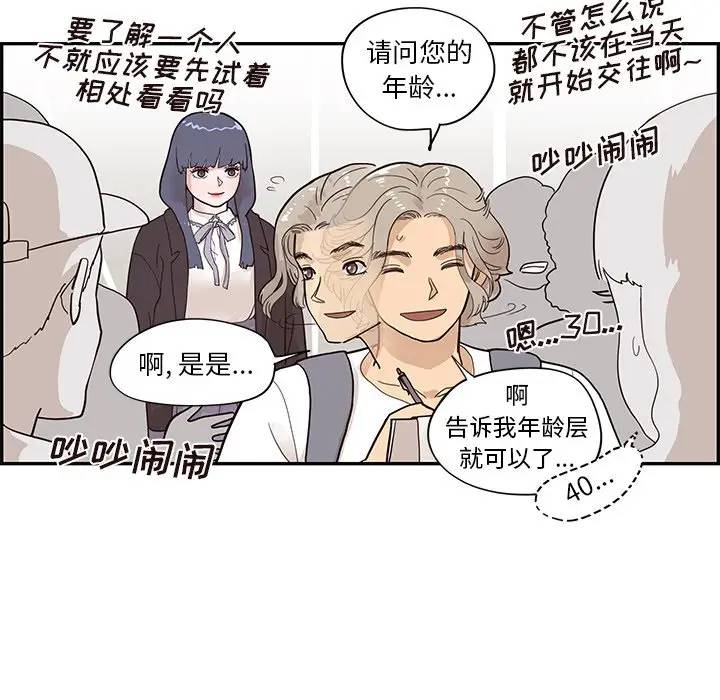 要了解一个人
不就应该要先试着
相处看看吗
请问您的
年龄...
不管怎么说
都不该在当天
就开始交往啊~
吵吵闹闹
嗯...30...
啊,是是...
啊
告诉我年龄层
就可以了...
40...
吵吵闹闹